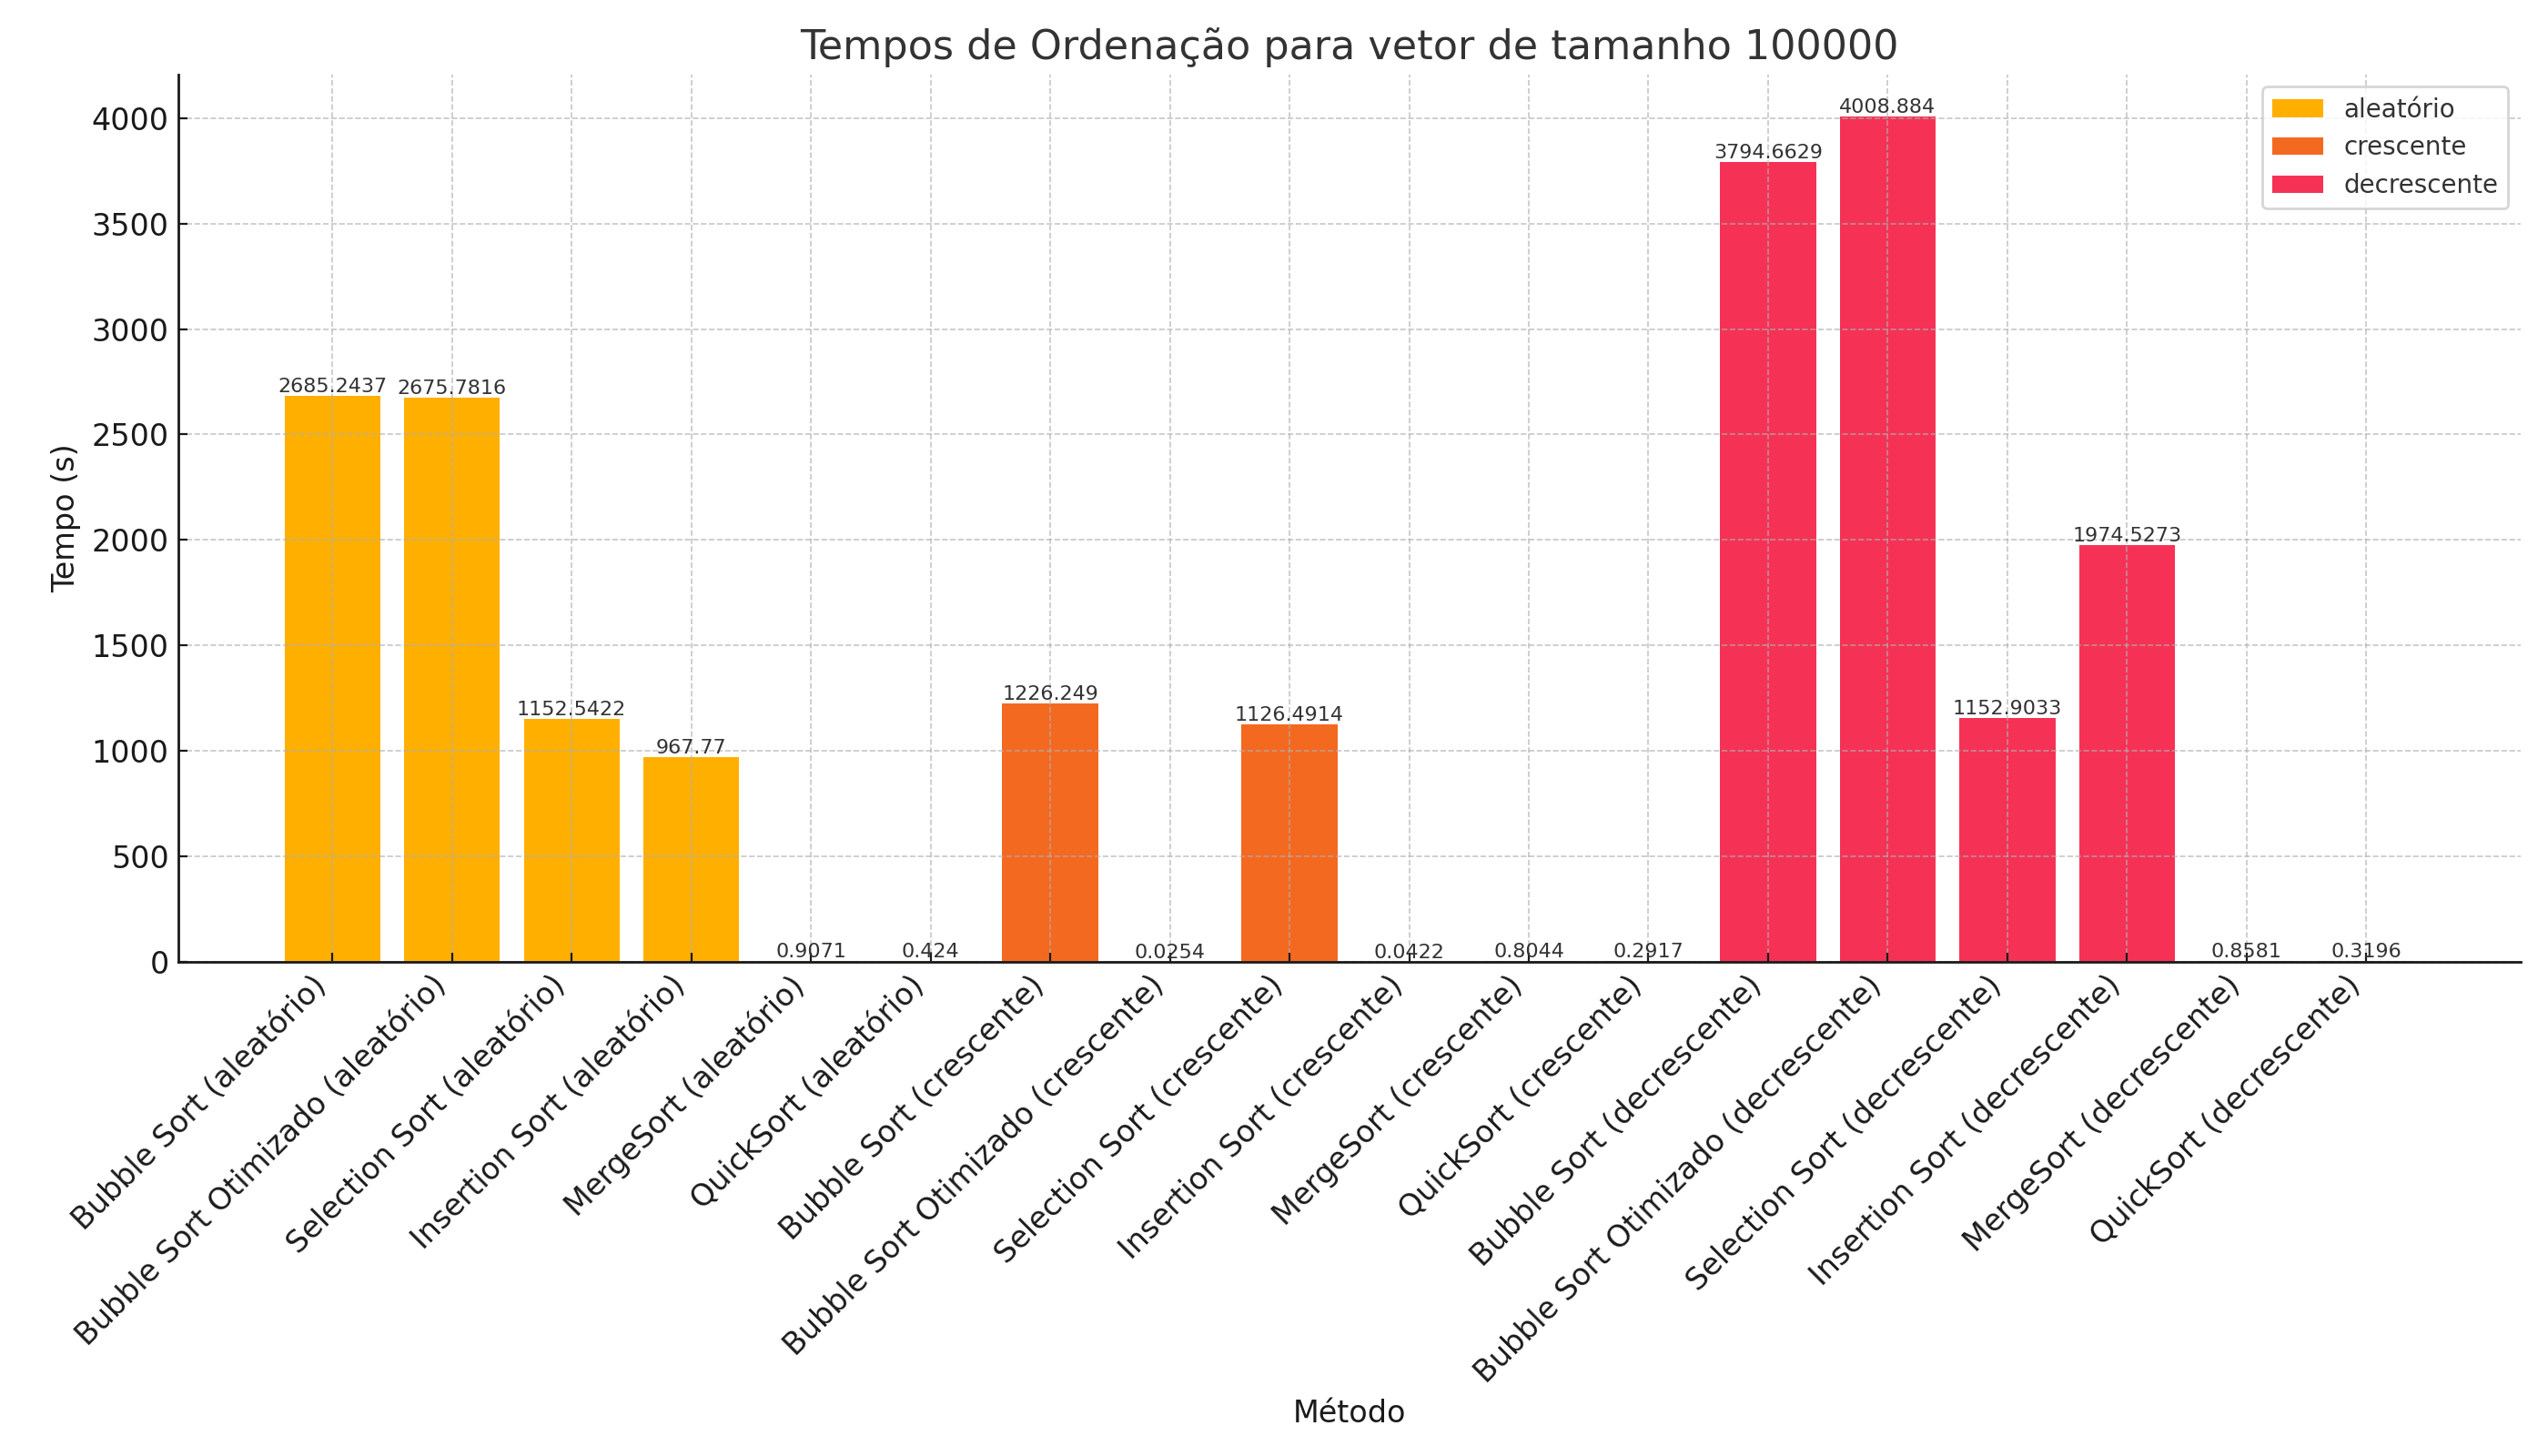 Tempos de Ordenação para vetor de tamanho 100000
aleatório
crescente
decrescente
Tempo (s)
4000
3500
3000
2500
2000
1500
1000
500
0
2685.2437
2675.7816
1152.5422
967.77
0.9071
0.424
1226.249
0.0254
1126.4914
0.0422
0.8044
0.2917
3794.6629
4008.884
1152.9033
1974.5273
0.8581
0.3196
Bubble Sort (aleatório)
Bubble Sort Otimizado (aleatório)
Selection Sort (aleatório)
Insertion Sort (aleatório)
MergeSort (aleatório)
QuickSort (aleatório)
Bubble Sort (crescente)
Bubble Sort Otimizado (crescente)
Selection Sort (crescente)
Insertion Sort (crescente)
MergeSort (crescente)
QuickSort (crescente)
Bubble Sort (decrescente)
Bubble Sort Otimizado (decrescente)
Selection Sort (decrescente)
Insertion Sort (decrescente)
MergeSort (decrescente)
QuickSort (decrescente)
Método